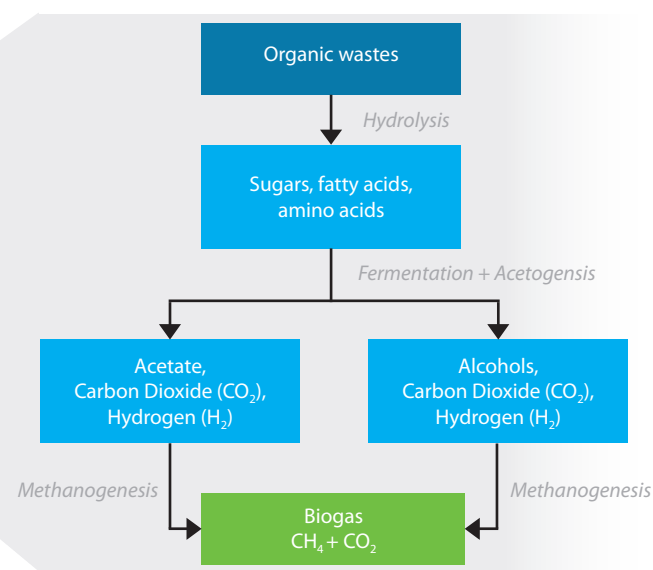 Organic wastes
Hydrolysis
Sugars, fatty acids,
amino acids
Fermentation + Acetogensis
Acetate,
Carbon Dioxide (CO₂),
Hydrogen (H₂)
Alcohols,
Carbon Dioxide (CO₂),
Hydrogen (H₂)
Methanogenesis
Methanogenesis
Biogas
CH₄ + CO₂